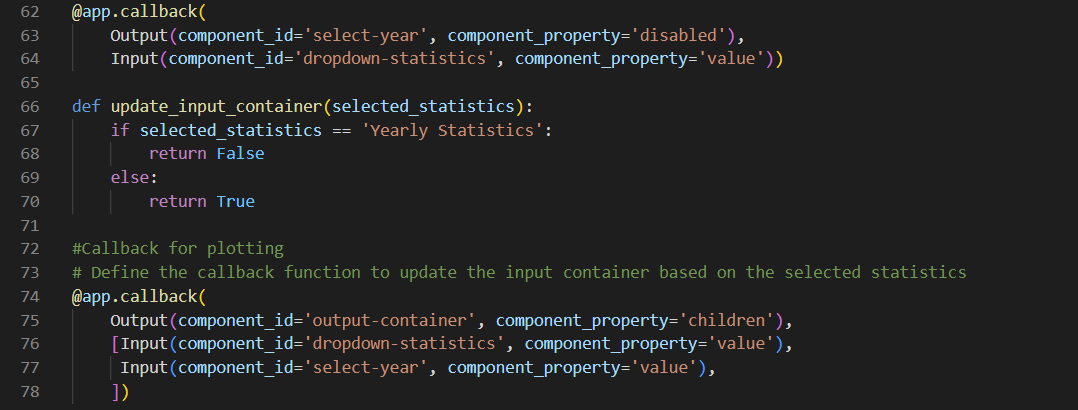 62 @app.callback(
63     Output(component_id='select-year', component_property='disabled'),
64     Input(component_id='dropdown-statistics', component_property='value'))
65
66 def update_input_container(selected_statistics):
67     if selected_statistics == 'Yearly Statistics':
68         return False
69     else:
70         return True
71
72 #Callback for plotting
73 # Define the callback function to update the input container based on the selected statistics
74 @app.callback(
75     Output(component_id='output-container', component_property='children'),
76     [Input(component_id='dropdown-statistics', component_property='value'),
77      Input(component_id='select-year', component_property='value'),
78     ])